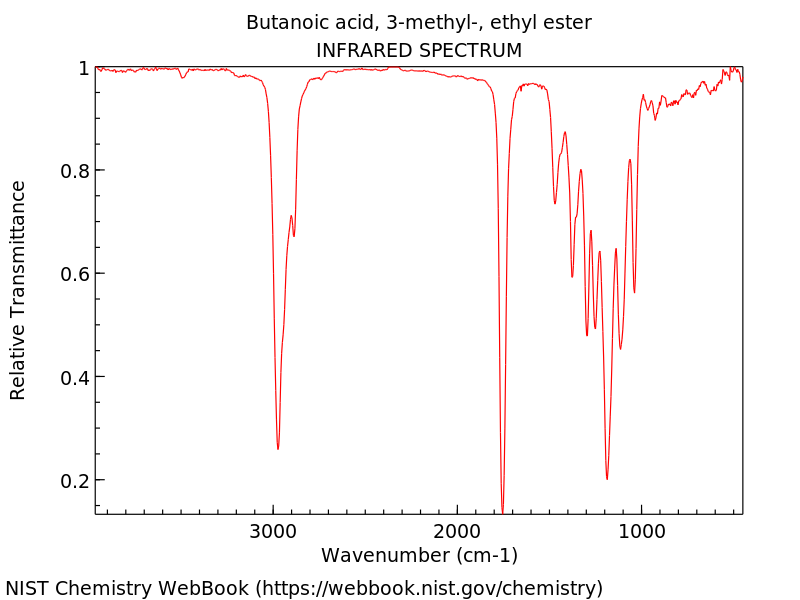 Butanoic acid, 3-methyl-, ethyl ester
INFRARED SPECTRUM
1
0.8
0.6
0.4
0.2
Relative Transmittance
3000 2000 1000
Wavenumber (cm-1)
NIST Chemistry WebBook (https://webbook.nist.gov/chemistry)